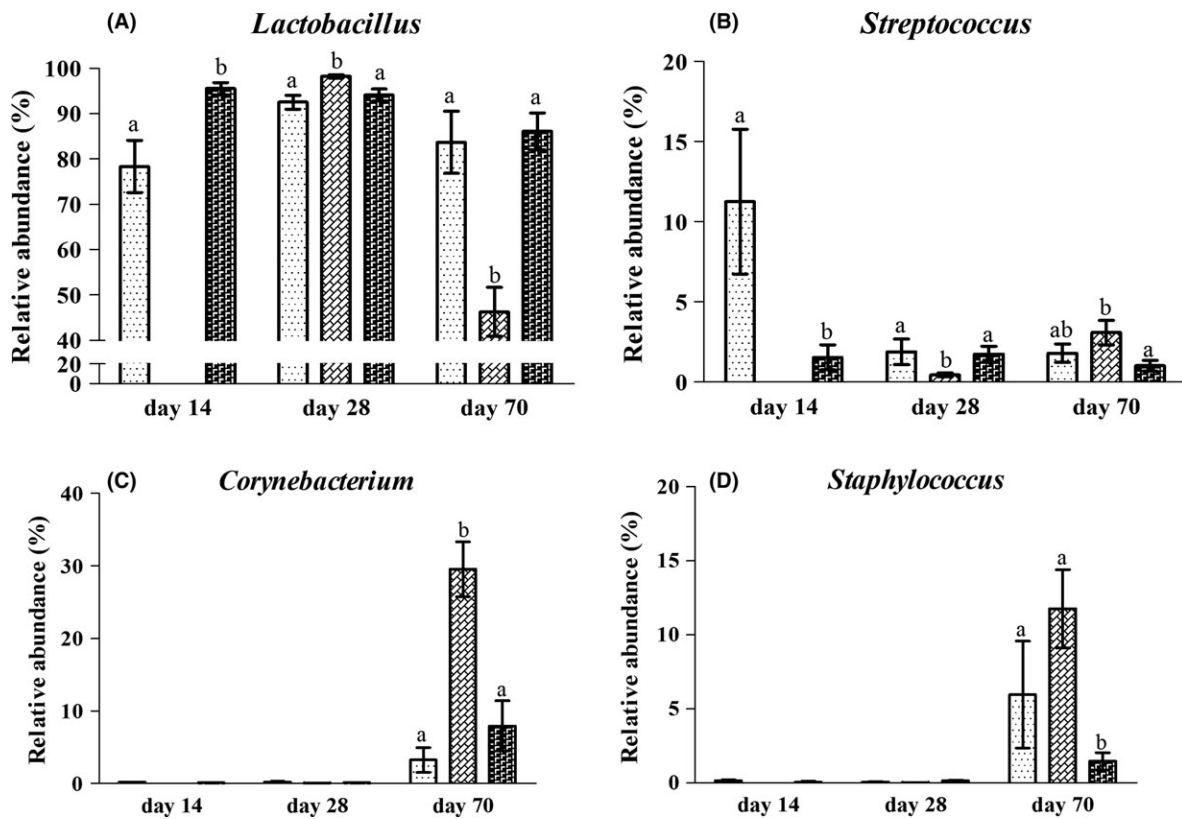 (A) Lactobacillus
Relative abundance (%)
100
90
80
70
60
50
40
20
0
a
b
a
b
a
a
b
a
day 14 day 28 day 70
(B) Streptococcus
Relative abundance (%)
20
15
10
5
0
a
b
a
b
a
ab
b
a
day 14 day 28 day 70
(C) Corynebacterium
Relative abundance (%)
40
30
20
10
0
a
b
a
day 14 day 28 day 70
(D) Staphylococcus
Relative abundance (%)
20
15
10
5
0
a
a
b
day 14 day 28 day 70